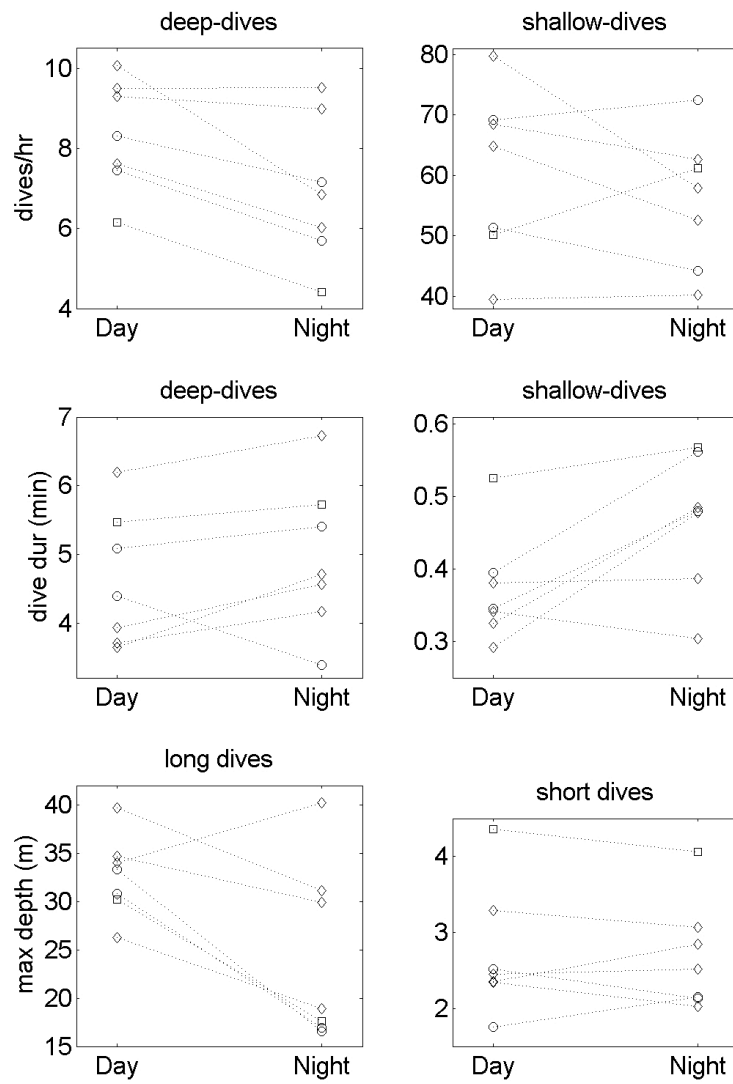 deep-dives
shallow-dives
dives/hr
10
8
6
4
Day
Night
80
70
60
50
40
Day
Night
deep-dives
shallow-dives
dive dur (min)
7
6
5
4
Day
Night
0.6
0.5
0.4
0.3
Day
Night
long dives
short dives
max depth (m)
40
35
30
25
20
15
Day
Night
4
3
2
Day
Night